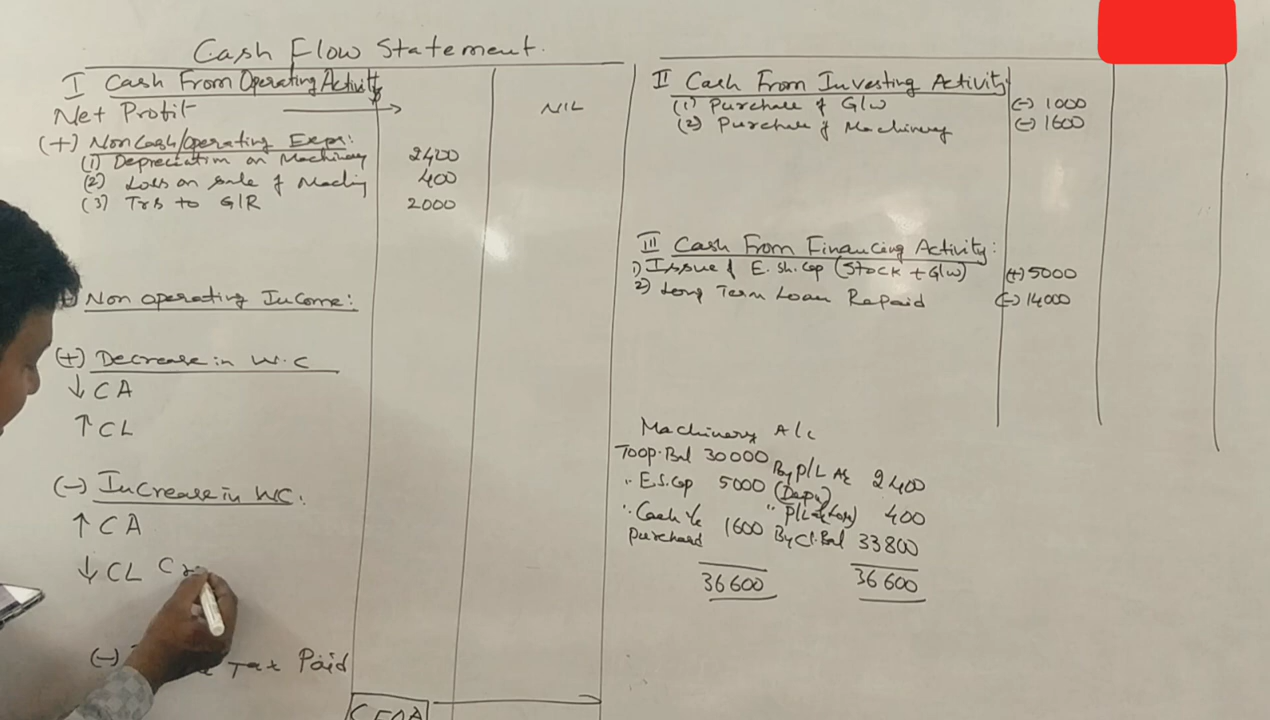 Cash Flow Statement.
I Cash From Operating Activity
Net Profit NIL
(+) Non Cash/Operating Exps:
(1) Depreciation on Machinery 2400
(2) Loss on sale of 400
(3) Trs to G/R 2000
Non operating Income:
(+) Decrease in W.C
↓ CA
↑ CL
(-) Increase in WC:
↑ CA
↓ CL
(-) Tax Paid
CFOA
II Cash From Investing Activity
(1) Purchase of G/w (-) 1000
(2) Purchase of Machinery (-) 1600
III Cash From Financing Activity:
1) Issue of E. Sh. Cap (Stock + G/w) (+) 5000
2) Long Term Loan Repaid (-) 14000
Machinery A/c
To op. Bal 30000 By P/L A/c 2400
" E.S. Cap 5000 (Depn)
" Cash A/c " P/L A/c (Loss) 400
Purchased 1600 By Cl. Bal 33800
36600 36600